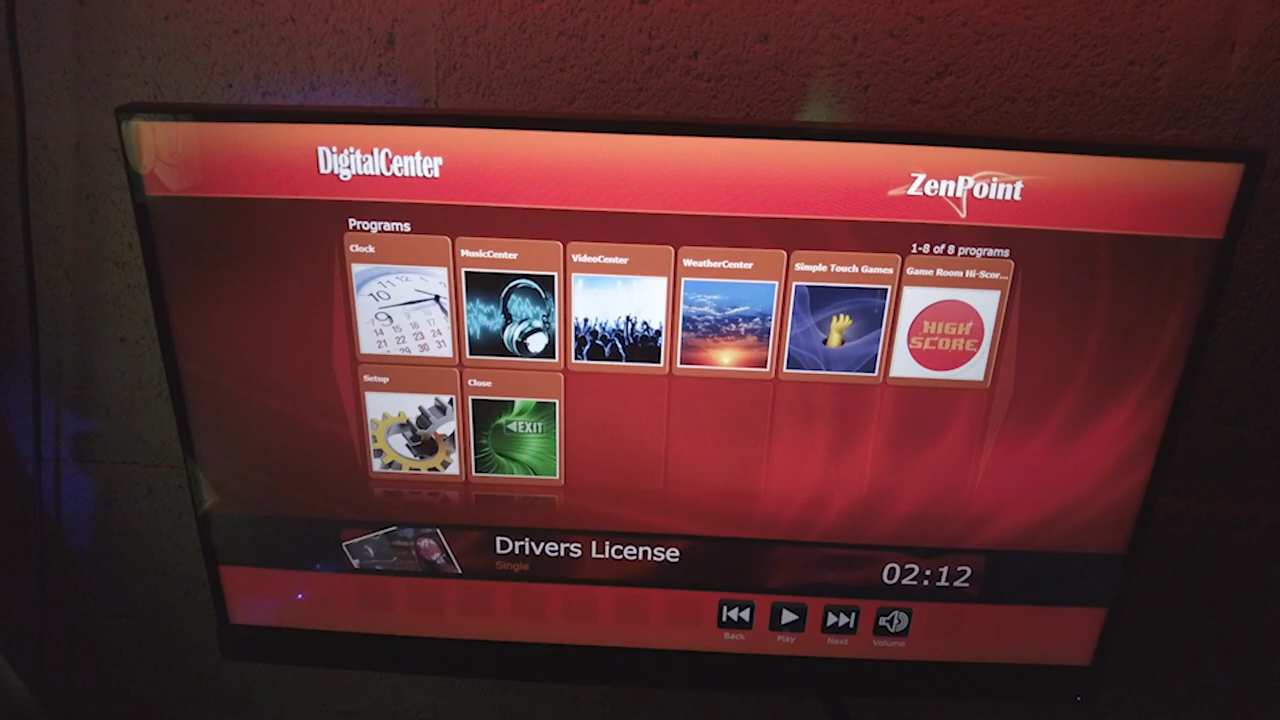 DigitalCenter
ZenPoint
Programs
1-8 of 8 programs
Clock
MusicCenter
VideoCenter
WeatherCenter
Simple Touch Games
Game Room Hi-Scor...
HIGH
SCORE
Setup
Close
EXIT
Drivers License
Single
02:12
Back
Play
Next
Volume